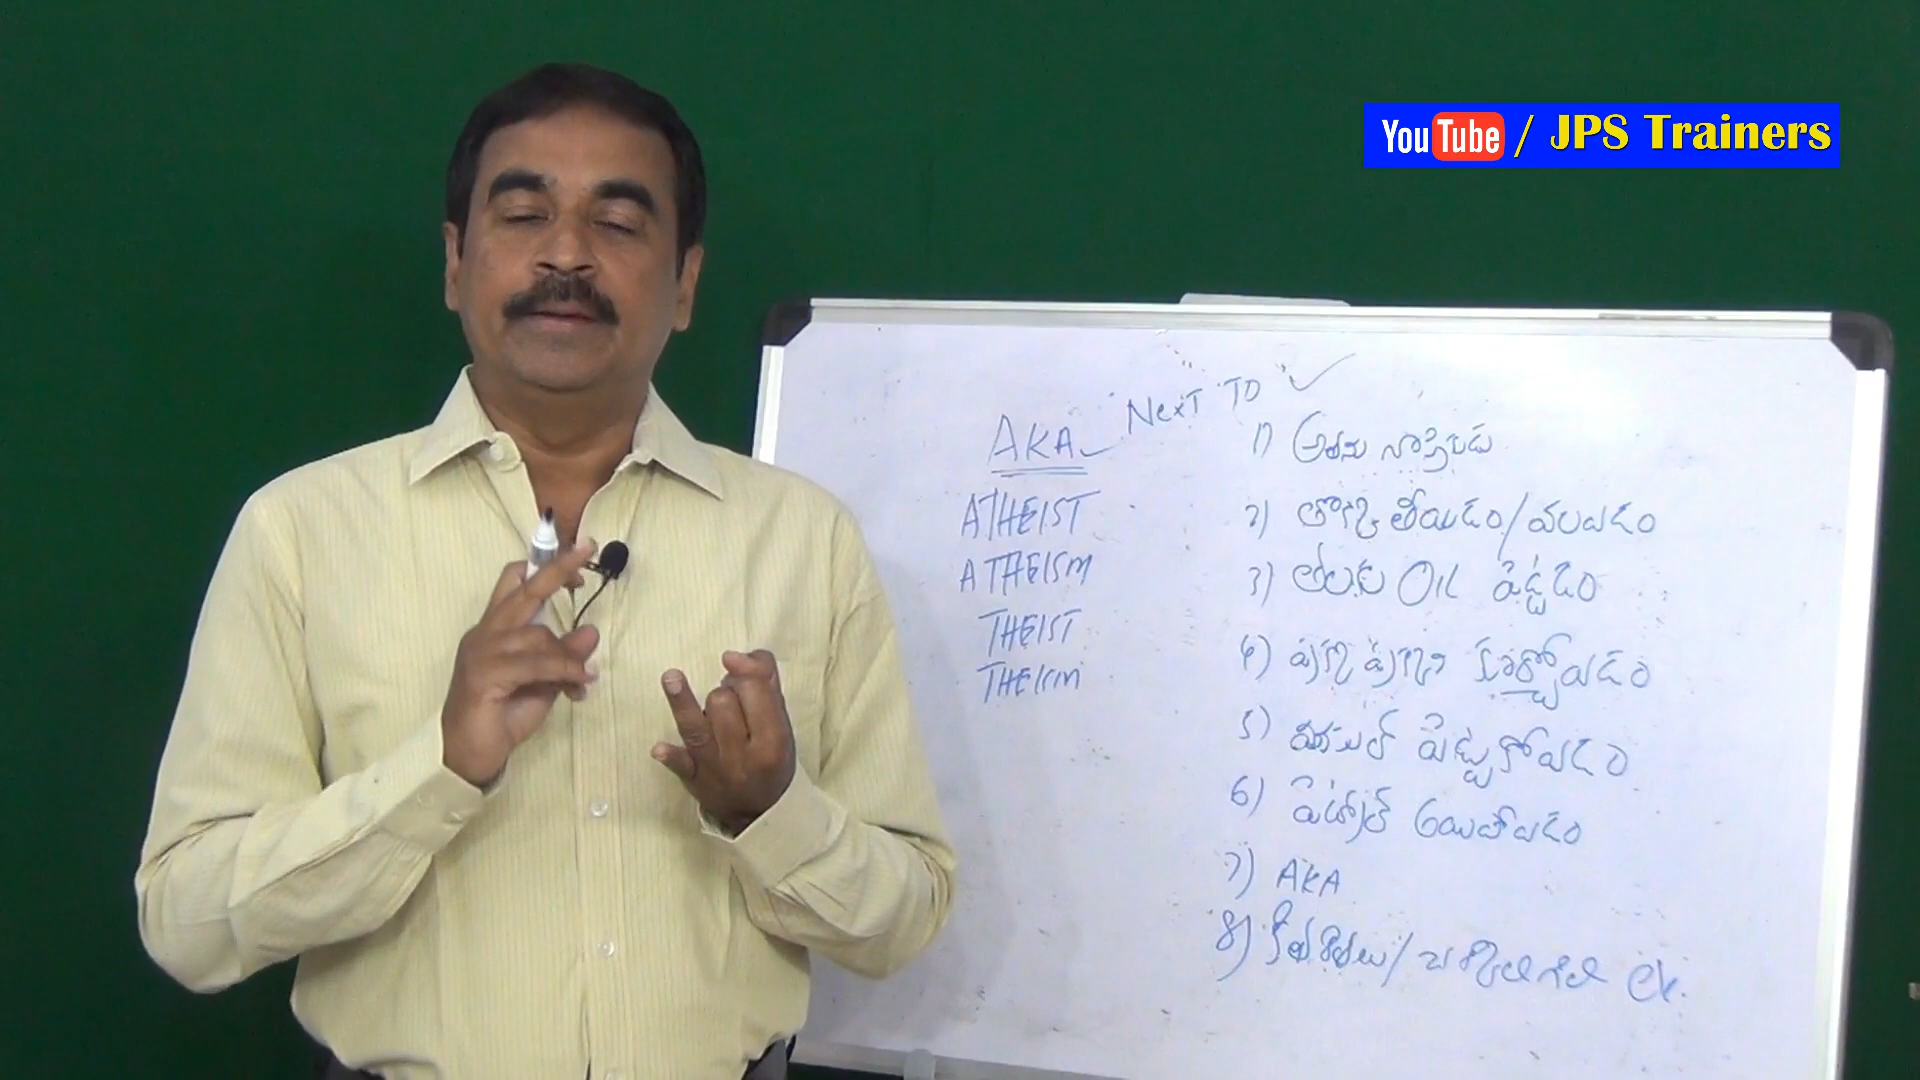 YouTube / JPS Trainers
NexT TO ✓
AKA
ATHEIST
ATHEISM
THEIST
THEISM
1) అతను నాస్తికుడు
2) తొక్క తీయడం/వలవడం
3) తలకు OIL పెట్టడం
4) పక్క పక్కన కూర్చోవడం
5) పెట్టుకోవడం
6) పెట్రోల్ అయిపోవడం
7) AKA
8)